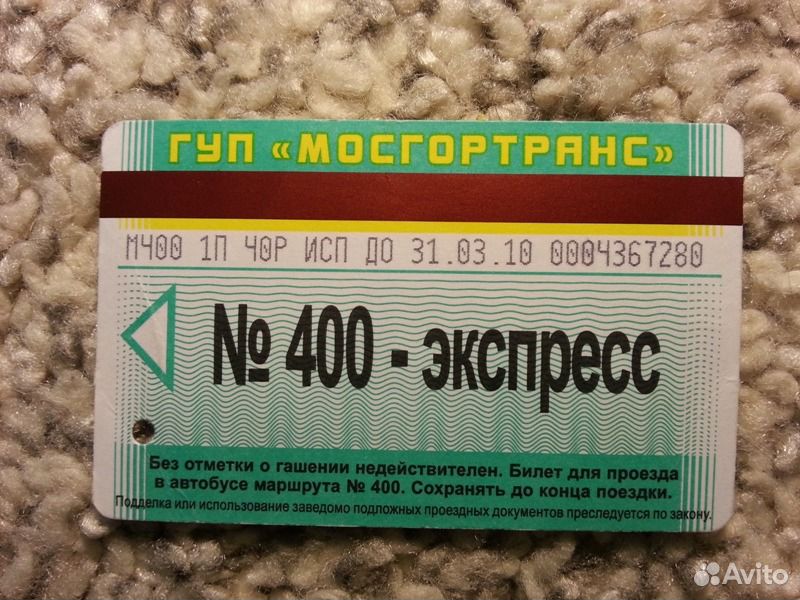 ГУП «МОСГОРТРАНС»
М400 1П 40Р ИСП ДО 31.03.10 0004367280
№ 400 - экспресс
Без отметки о гашении недействителен. Билет для проезда
в автобусе маршрута № 400. Сохранять до конца поездки.
Подделка или использование заведомо подложных проездных документов преследуется по закону.
Avito